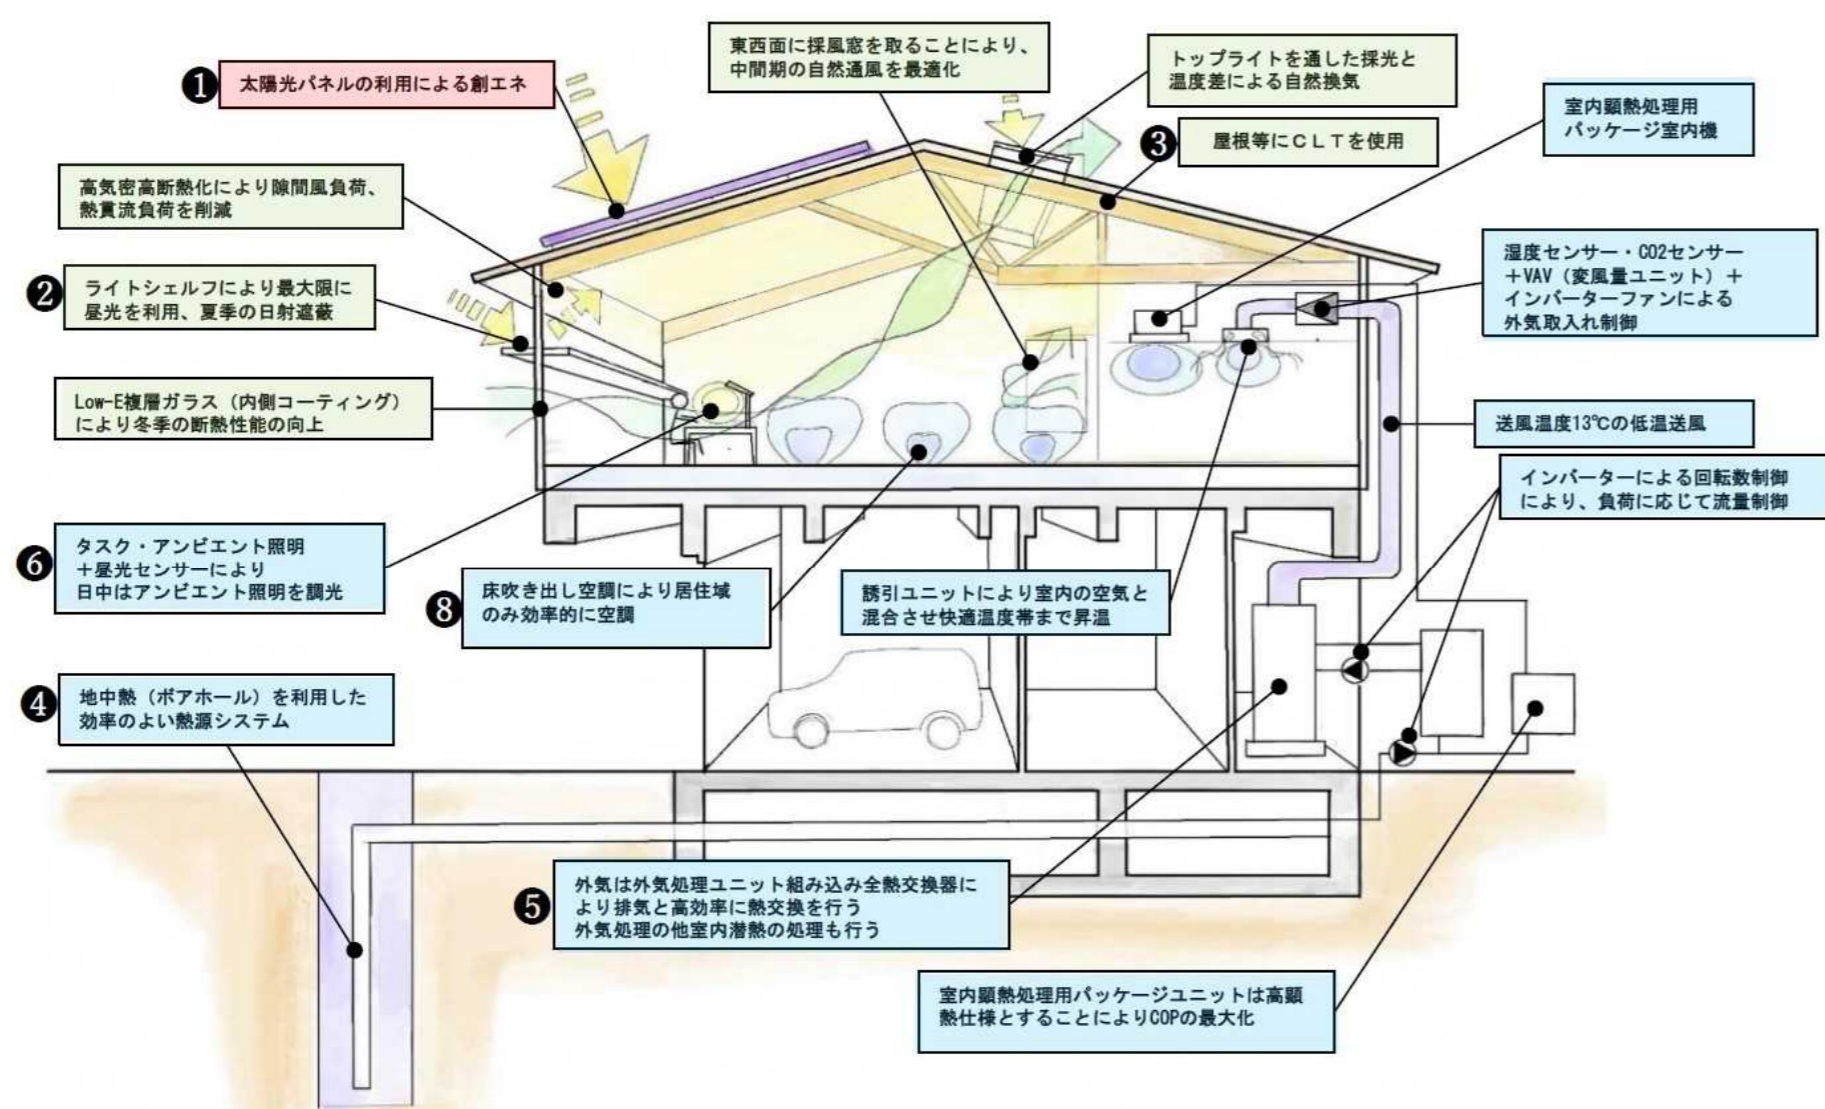 ❶
太陽光パネルの利用による創エネ
東西面に採風窓を取ることにより、
中間期の自然通風を最適化
トップライトを通した採光と
温度差による自然換気
❸
屋根等にCLTを使用
室内顕熱処理用
パッケージ室内機
高気密高断熱化により隙間風負荷、
熱貫流負荷を削減
❷
ライトシェルフにより最大限に
昼光を利用、夏季の日射遮蔽
湿度センサー・CO2センサー
+VAV(変風量ユニット)+
インバーターファンによる
外気取入れ制御
Low-E複層ガラス(内側コーティング)
により冬季の断熱性能の向上
送風温度13℃の低温送風
インバーターによる回転数制御
により、負荷に応じて流量制御
❻
タスク・アンビエント照明
+昼光センサーにより
日中はアンビエント照明を調光
❽
床吹き出し空調により居住域
のみ効率的に空調
誘引ユニットにより室内の空気と
混合させ快適温度帯まで昇温
❹
地中熱(ボアホール)を利用した
効率のよい熱源システム
❺
外気は外気処理ユニット組み込み全熱交換器に
より排気と高効率に熱交換を行う
外気処理の他室内潜熱の処理も行う
室内顕熱処理用パッケージユニットは高顕
熱仕様とすることによりCOPの最大化